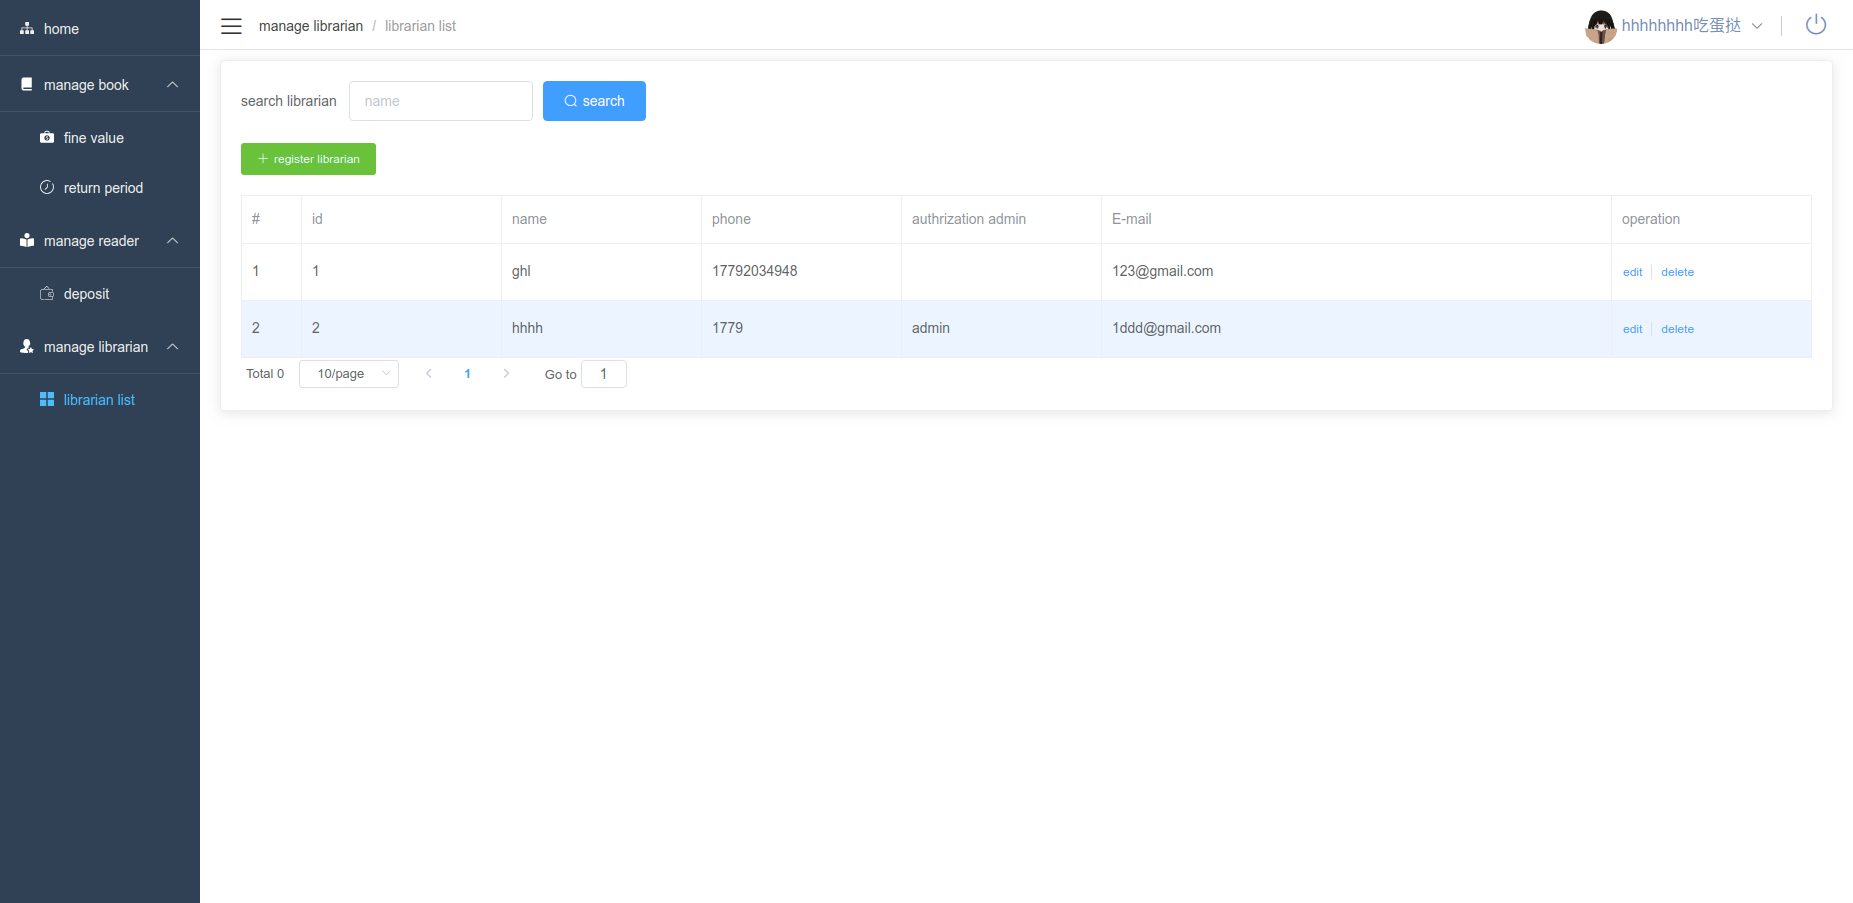 home
manage book
fine value
return period
manage reader
deposit
manage librarian
librarian list
manage librarian / librarian list
hhhhhhhh吃蛋挞
search librarian name search
register librarian
# id name phone authrization admin E-mail operation
1 1 ghl 17792034948 123@gmail.com edit delete
2 2 hhhh 1779 admin 1ddd@gmail.com edit delete
Total 0 10/page 1 Go to 1